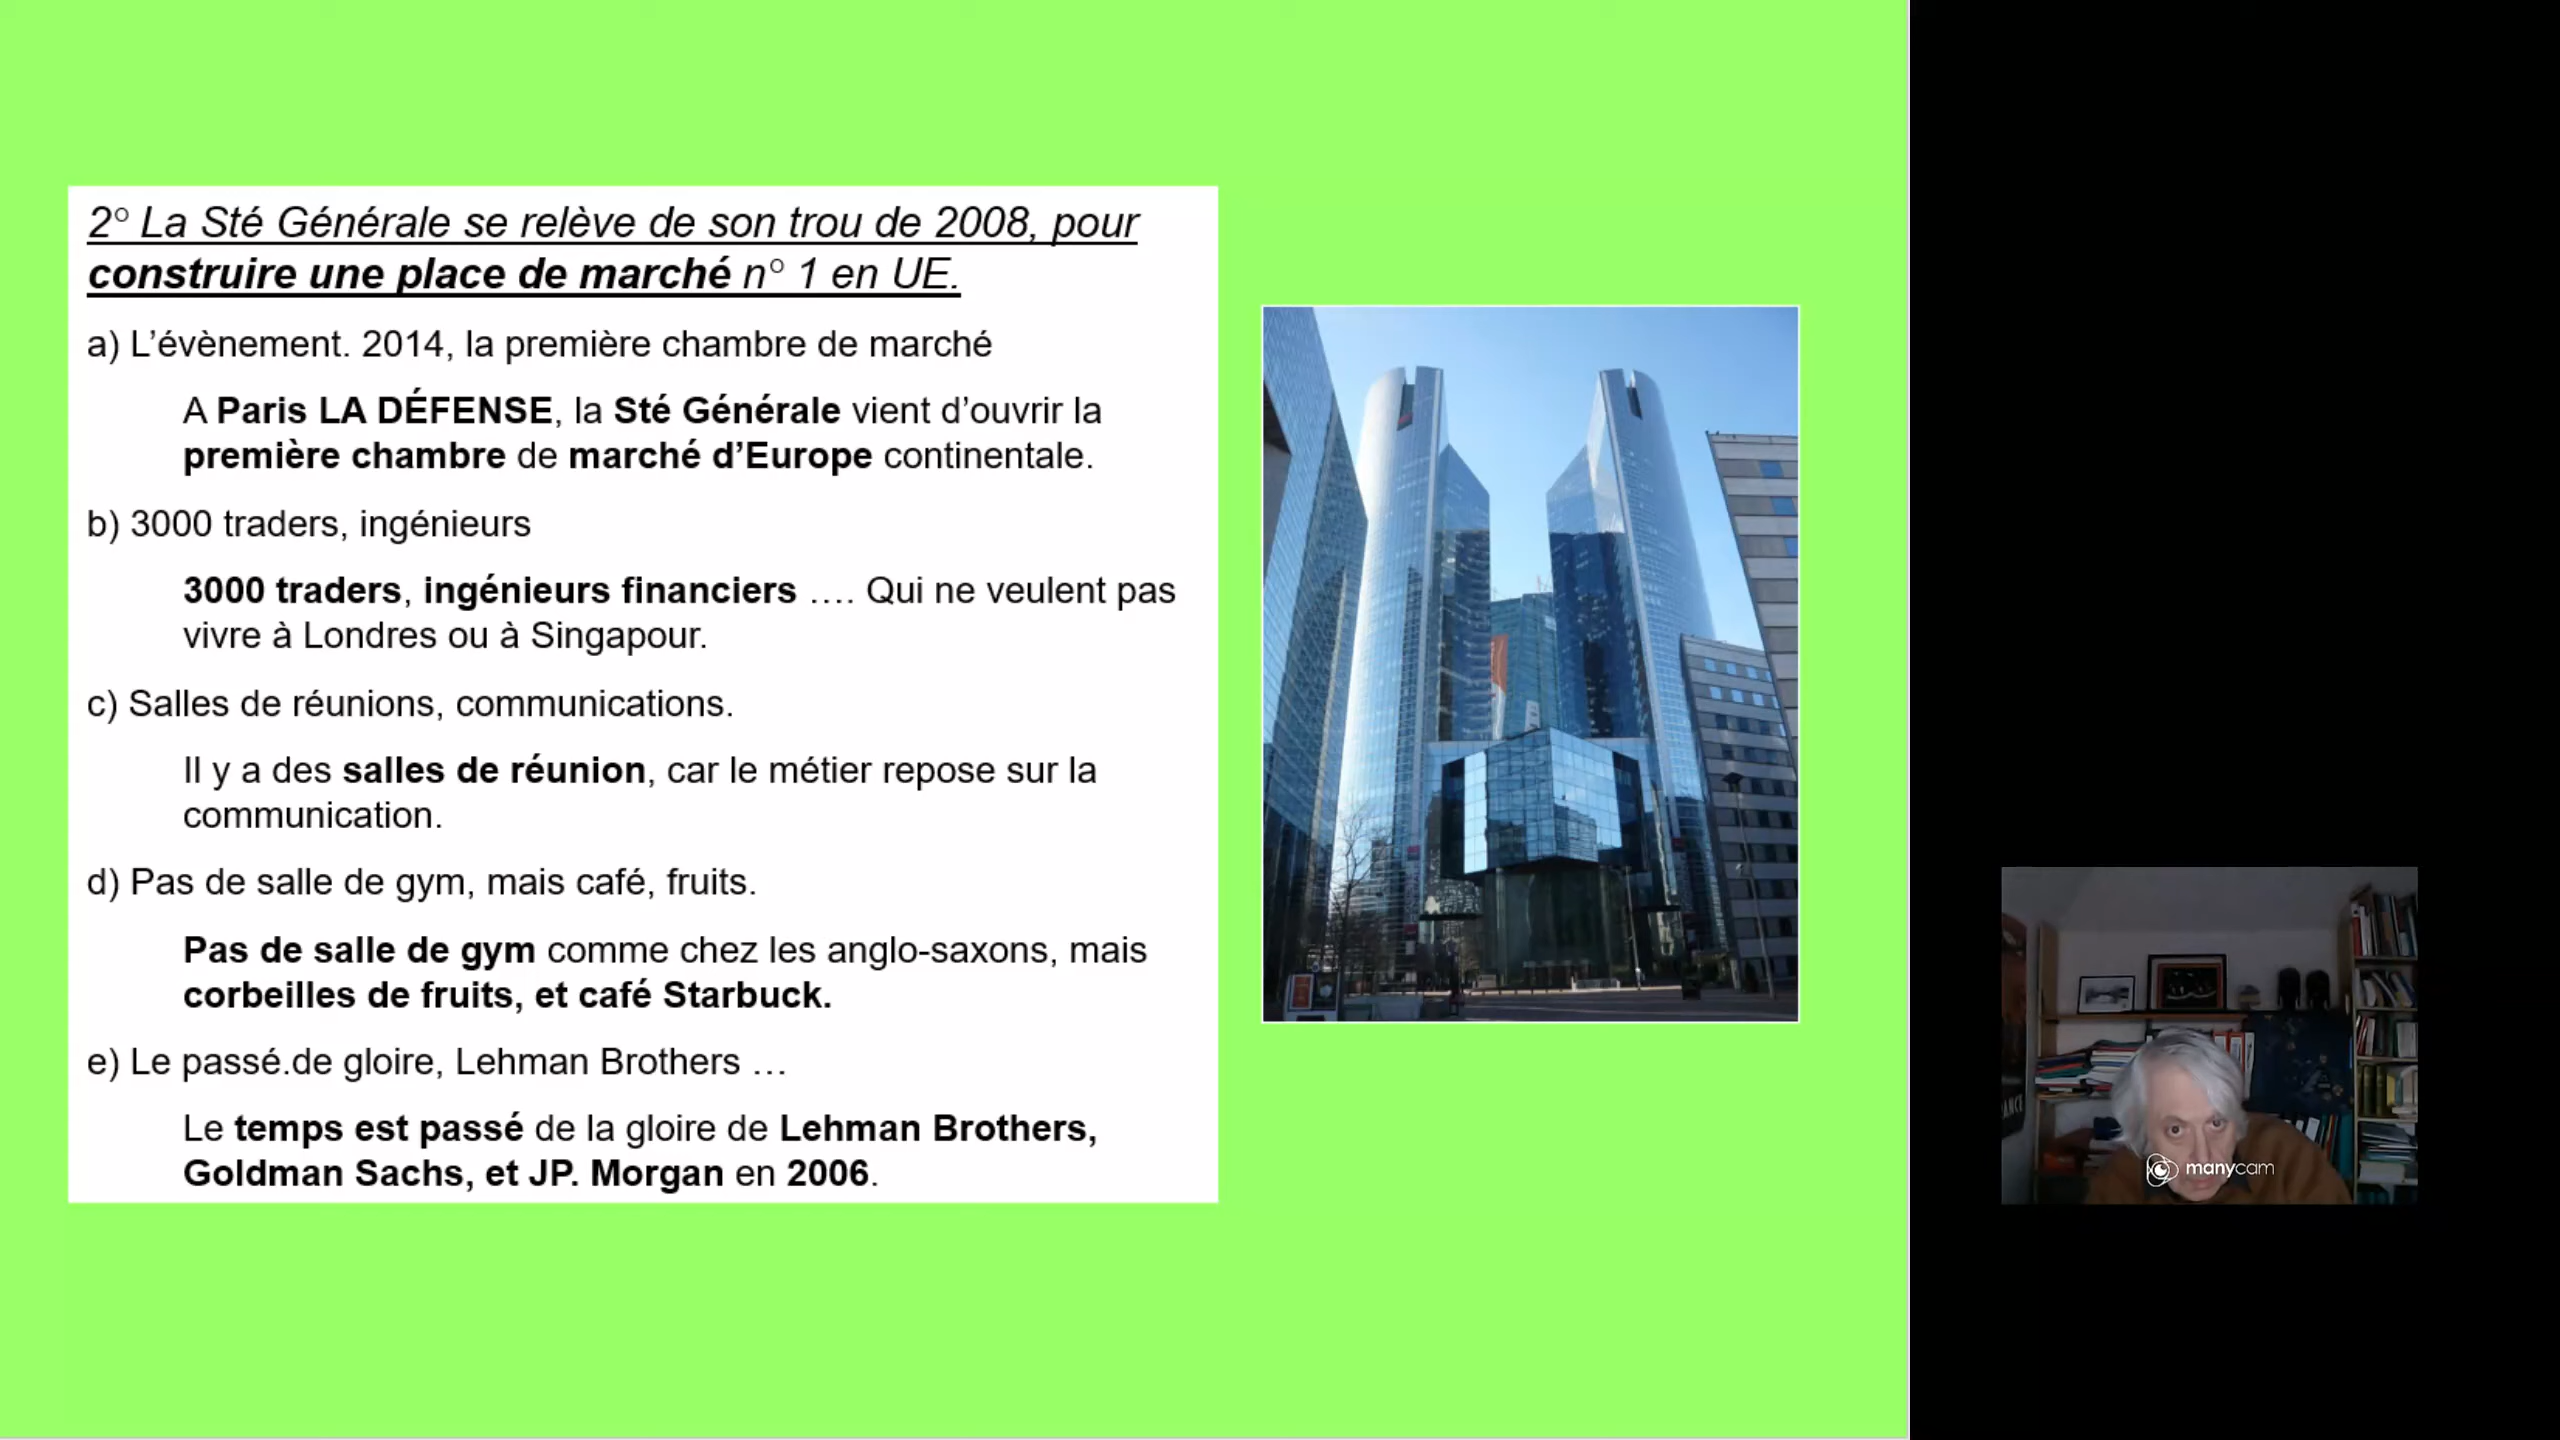 2° La Sté Générale se relève de son trou de 2008, pour
construire une place de marché n° 1 en UE.
a) L’évènement. 2014, la première chambre de marché
A Paris LA DÉFENSE, la Sté Générale vient d’ouvrir la
première chambre de marché d’Europe continentale.
b) 3000 traders, ingénieurs
3000 traders, ingénieurs financiers …. Qui ne veulent pas
vivre à Londres ou à Singapour.
c) Salles de réunions, communications.
Il y a des salles de réunion, car le métier repose sur la
communication.
d) Pas de salle de gym, mais café, fruits.
Pas de salle de gym comme chez les anglo-saxons, mais
corbeilles de fruits, et café Starbuck.
e) Le passé.de gloire, Lehman Brothers …
Le temps est passé de la gloire de Lehman Brothers,
Goldman Sachs, et JP. Morgan en 2006.
manycam